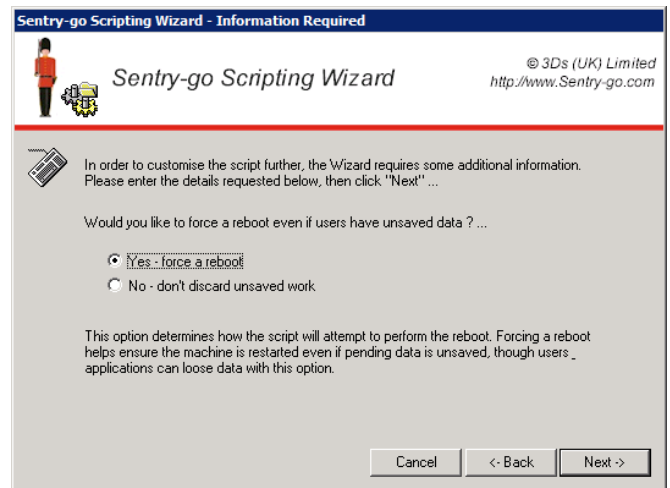 Sentry-go Scripting Wizard - Information Required
Sentry-go Scripting Wizard
© 3Ds (UK) Limited
http://www.Sentry-go.com
In order to customise the script further, the Wizard requires some additional information.
Please enter the details requested below, then click "Next" ...
Would you like to force a reboot even if users have unsaved data ? ...
Yes - force a reboot
No - don't discard unsaved work
This option determines how the script will attempt to perform the reboot. Forcing a reboot
helps ensure the machine is restarted even if pending data is unsaved, though users _
applications can loose data with this option.
Cancel
<- Back
Next ->